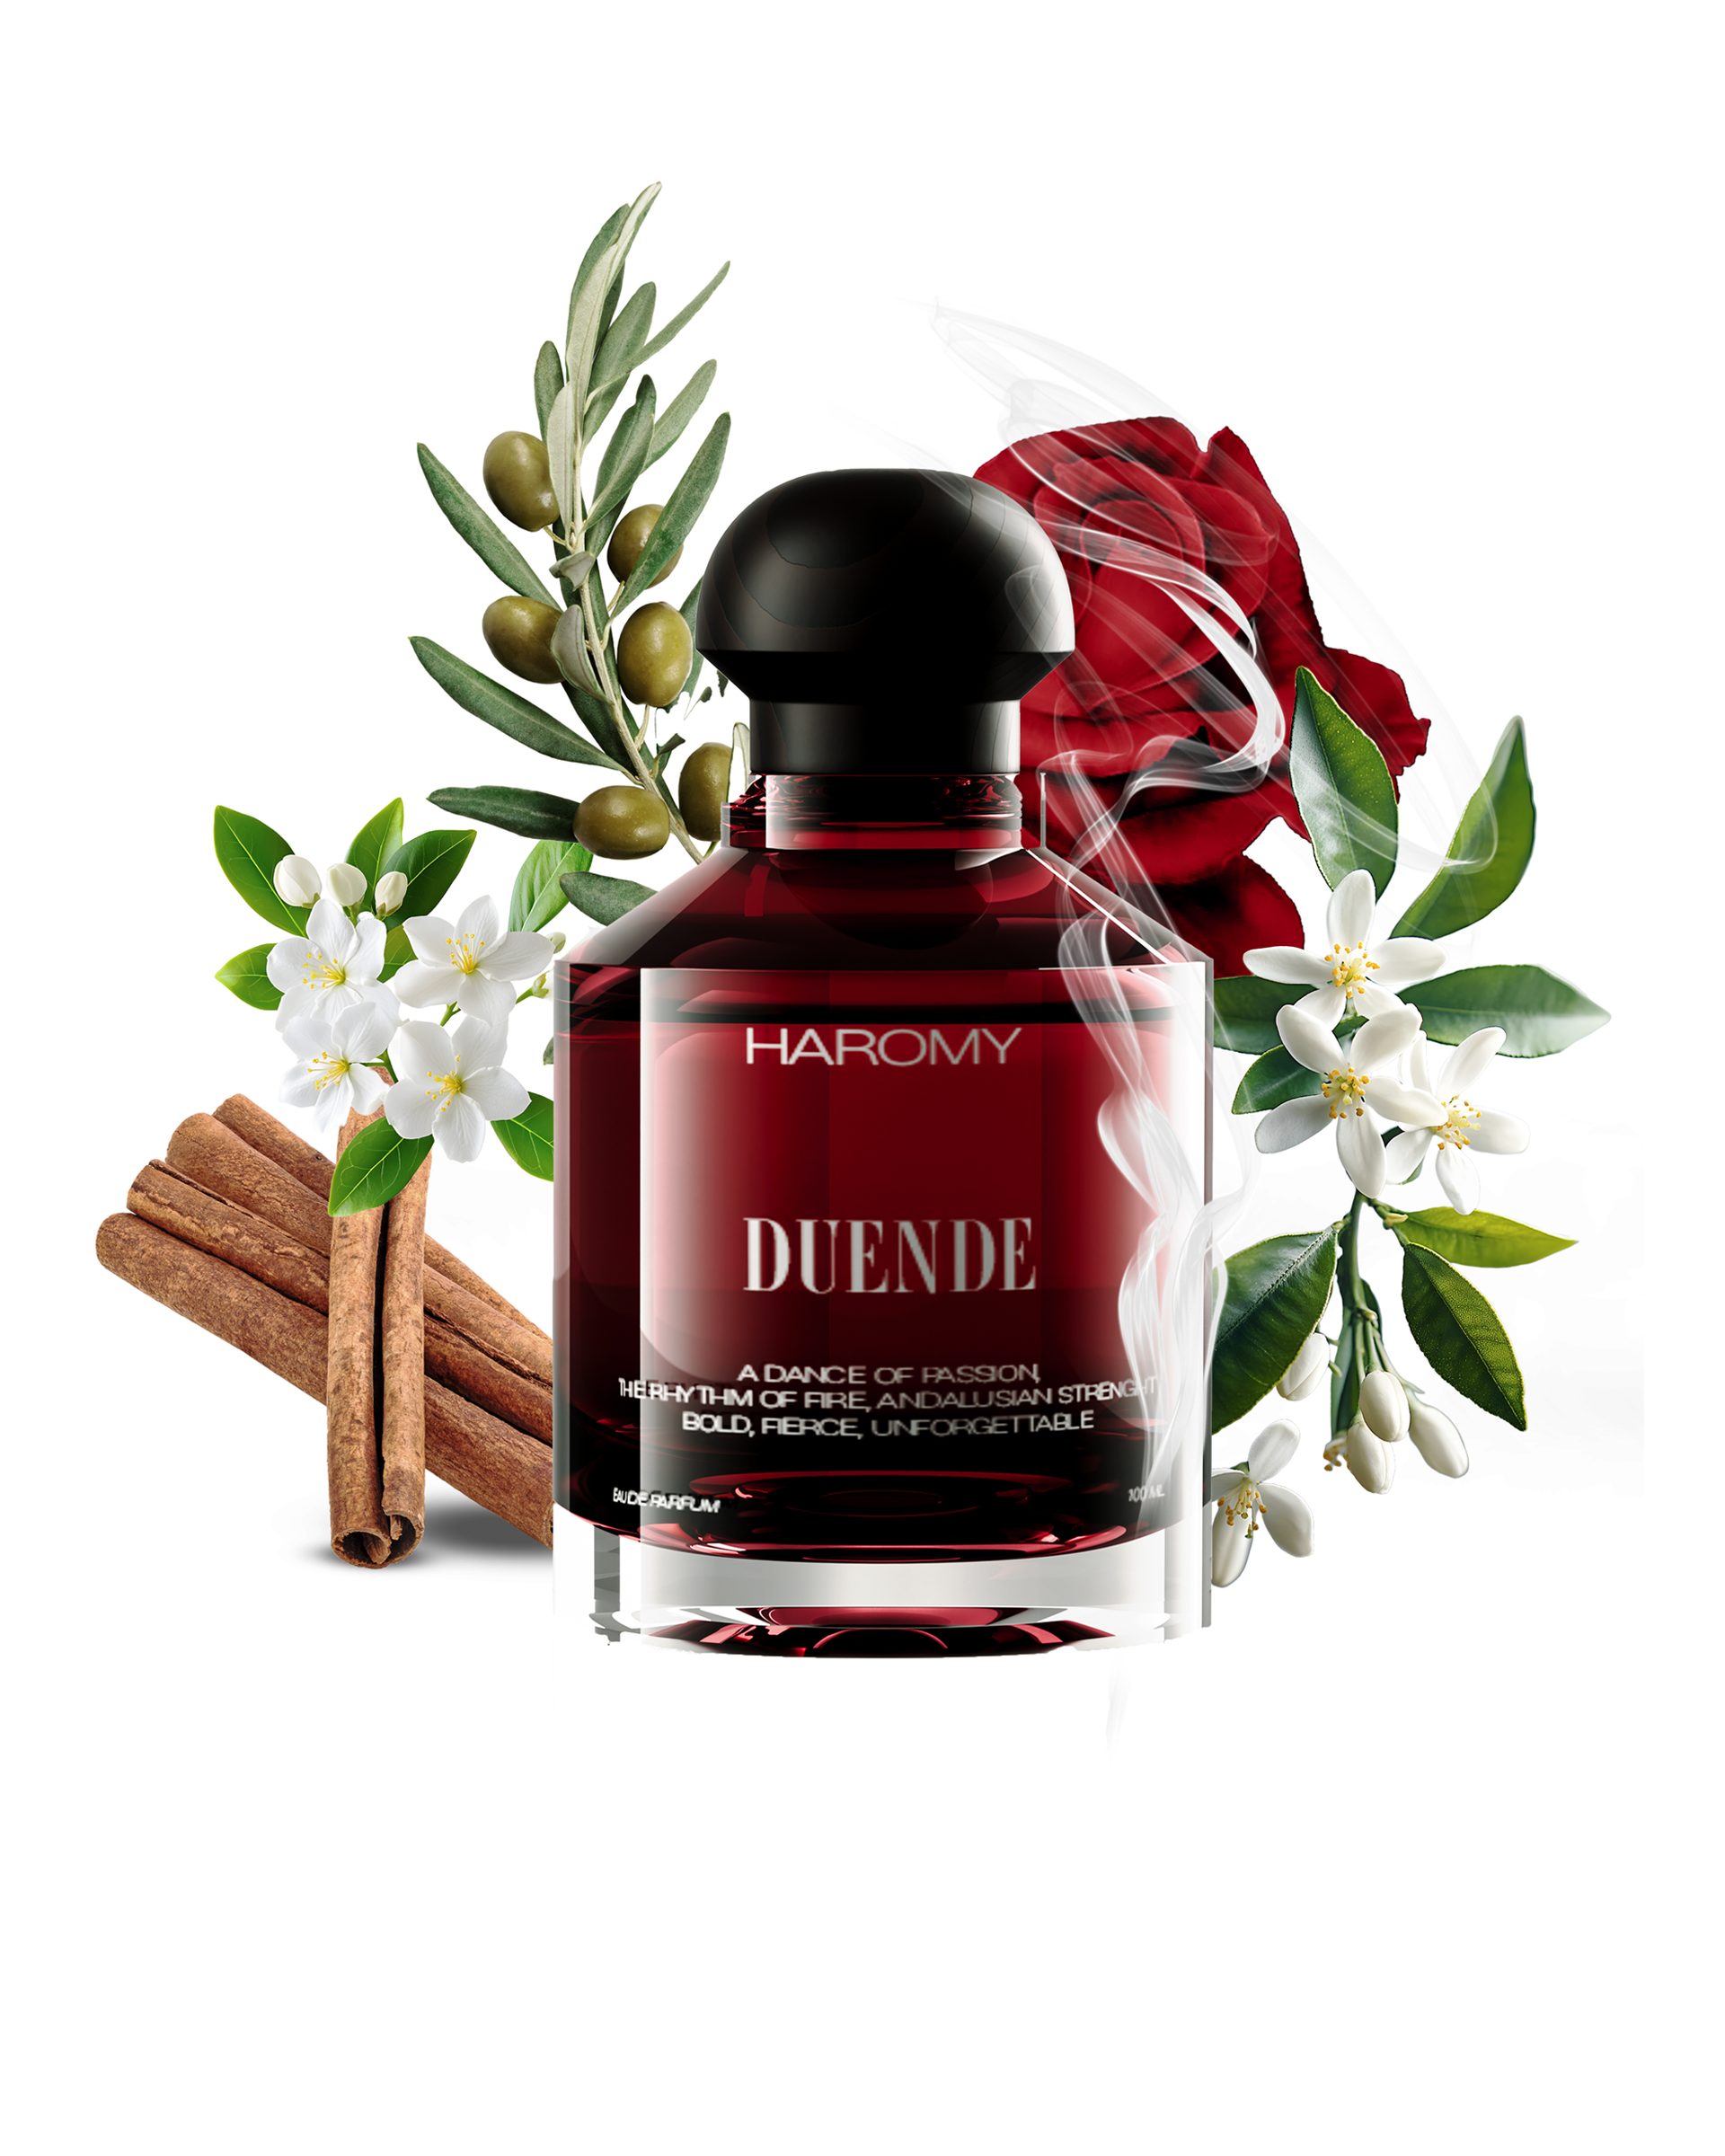 HAROMY
DUENDE
A DANCE OF PASSION,
THE RHYTHM OF FIRE, ANDALUSIAN STRENGHT
BOLD, FIERCE, UNFORGETTABLE
EAU DE PARFUM
100 ML